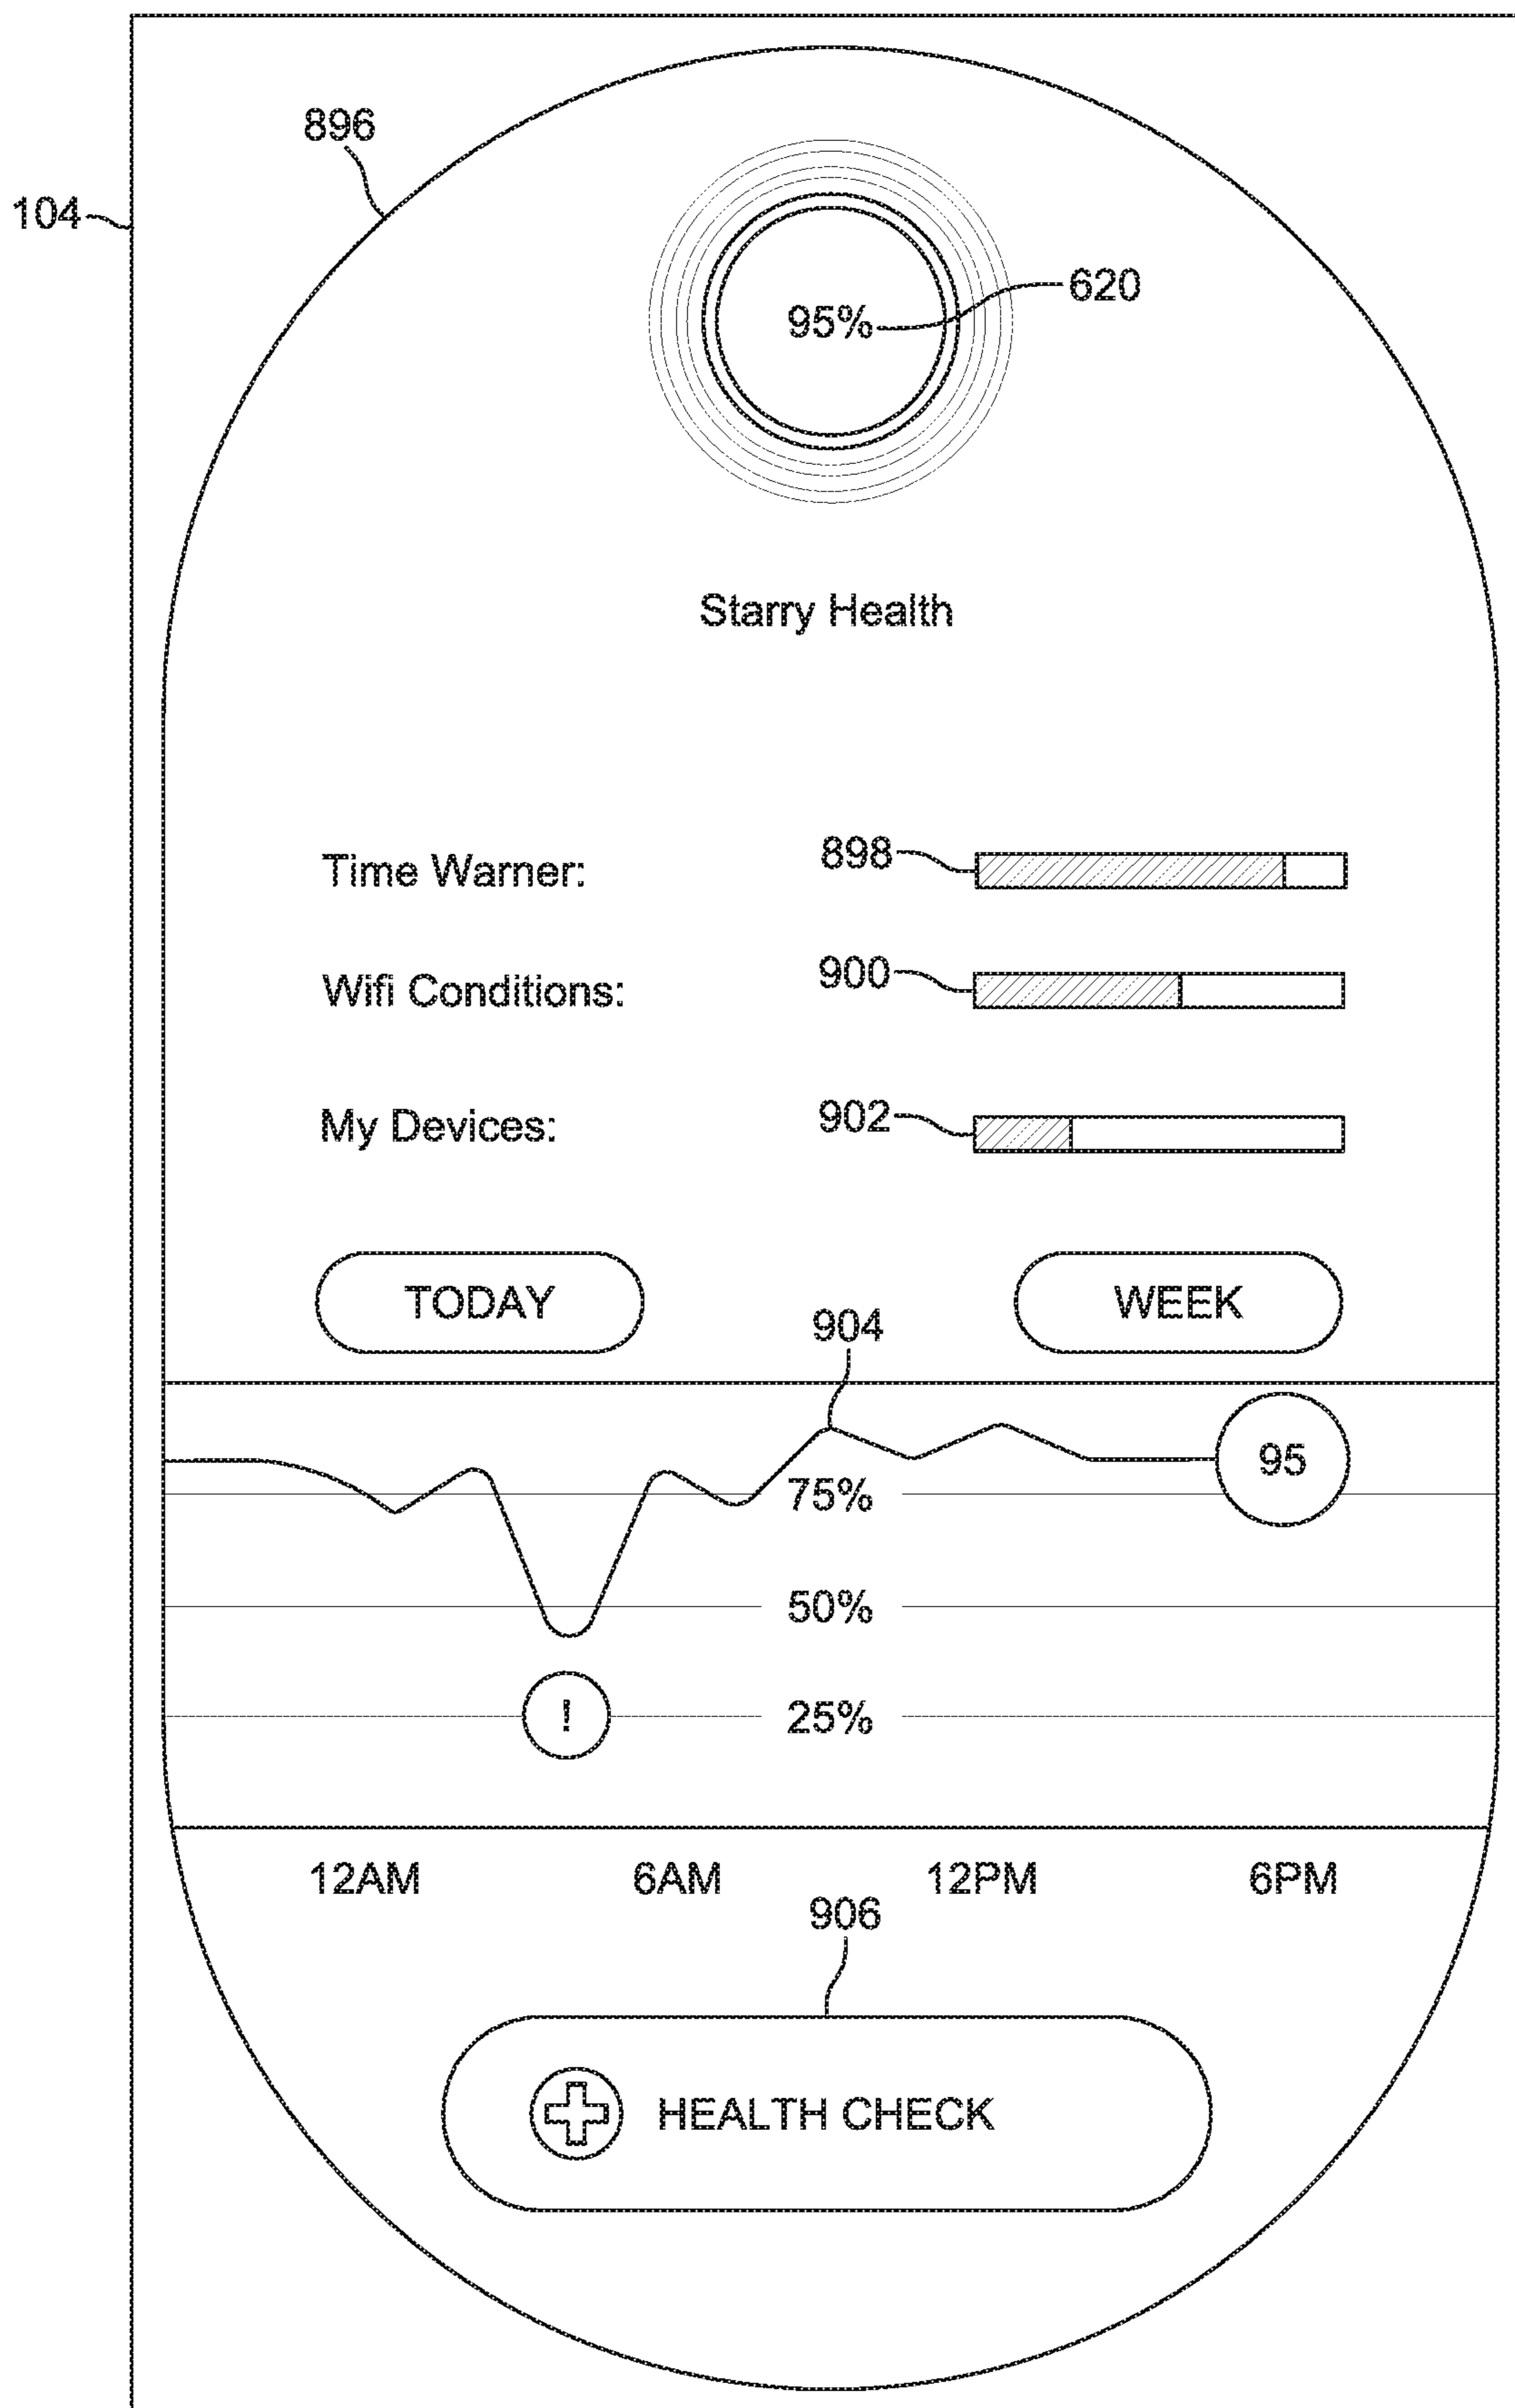 896
104
620
95%
Starry Health
Time Warner:
898
Wifi Conditions:
900
My Devices:
902
TODAY
WEEK
904
95
75%
50%
!
25%
12AM
6AM
12PM
6PM
906
HEALTH CHECK